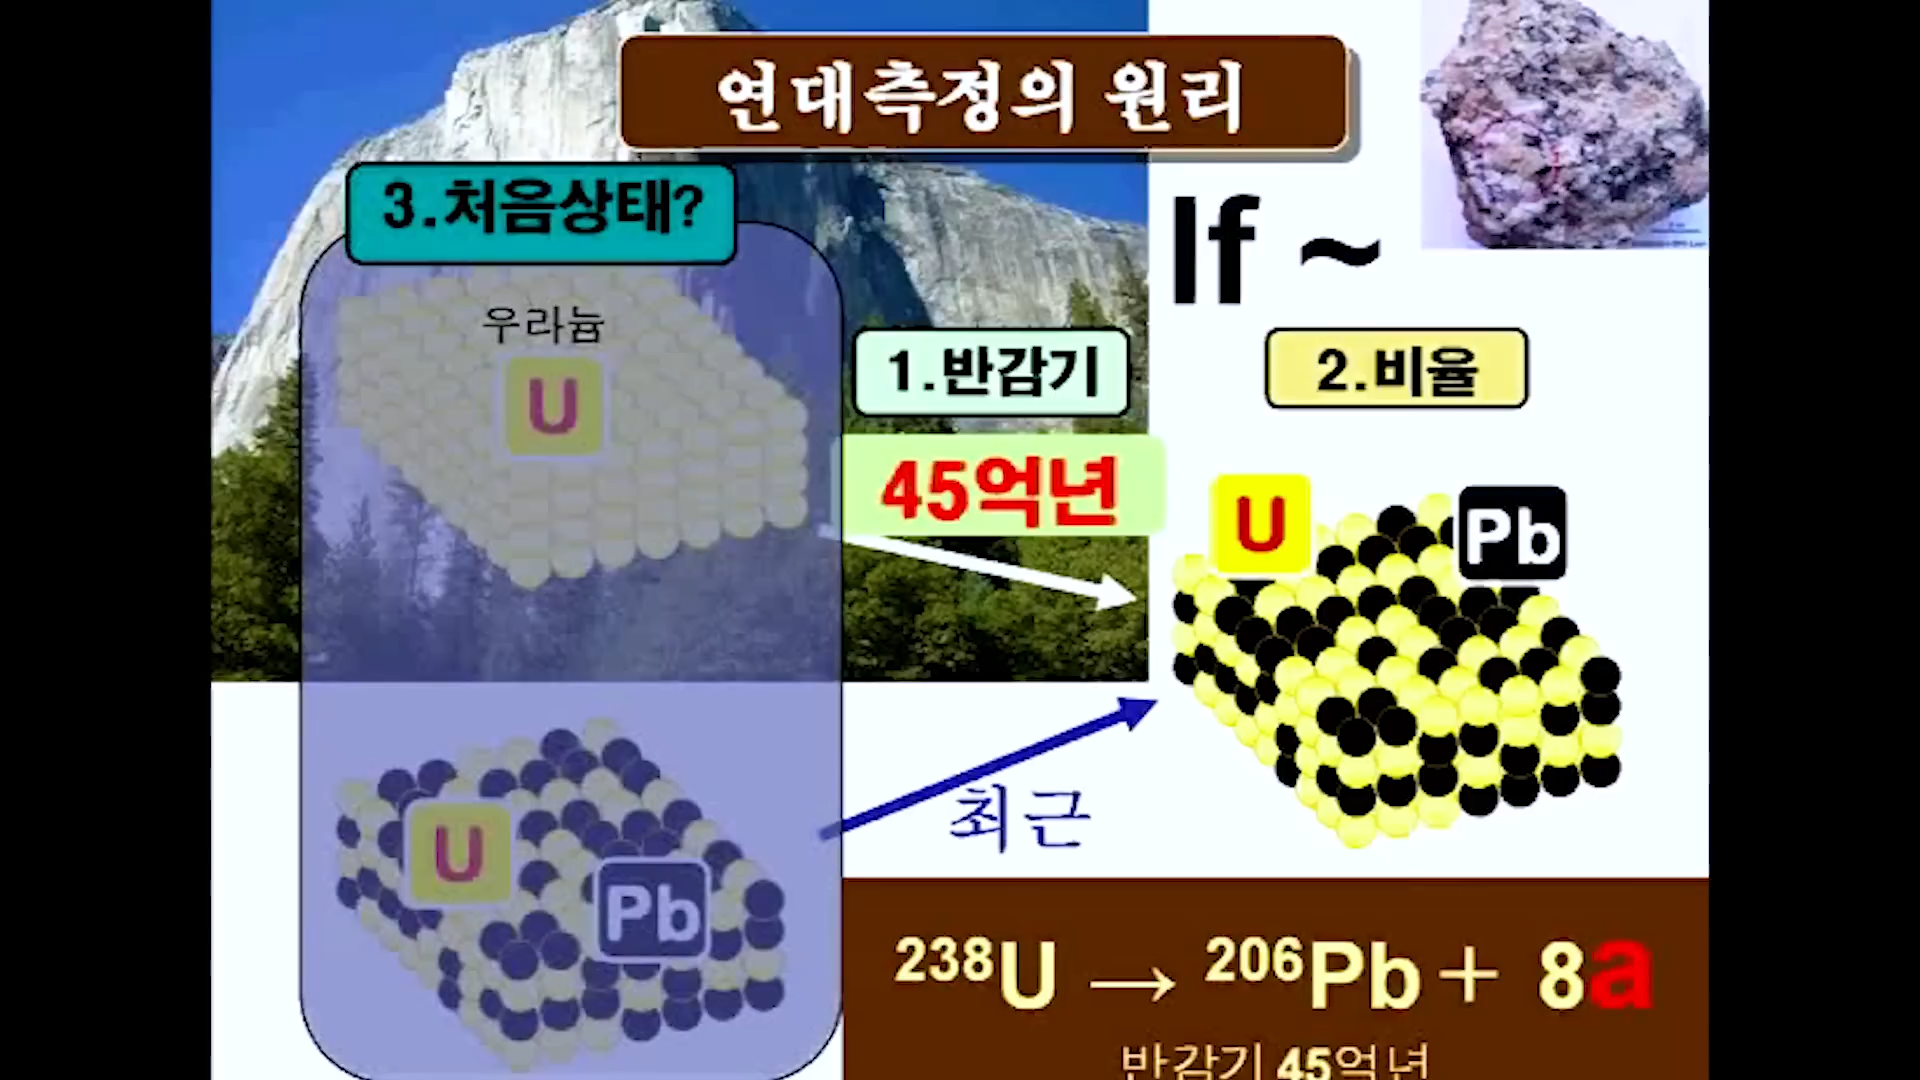 연대측정의 원리
3.처음상태?
If ~
우라늄
U
1.반감기
2.비율
45억년
U
Pb
최근
U
Pb
²³⁸U → ²⁰⁶Pb + 8a
반감기 45억년